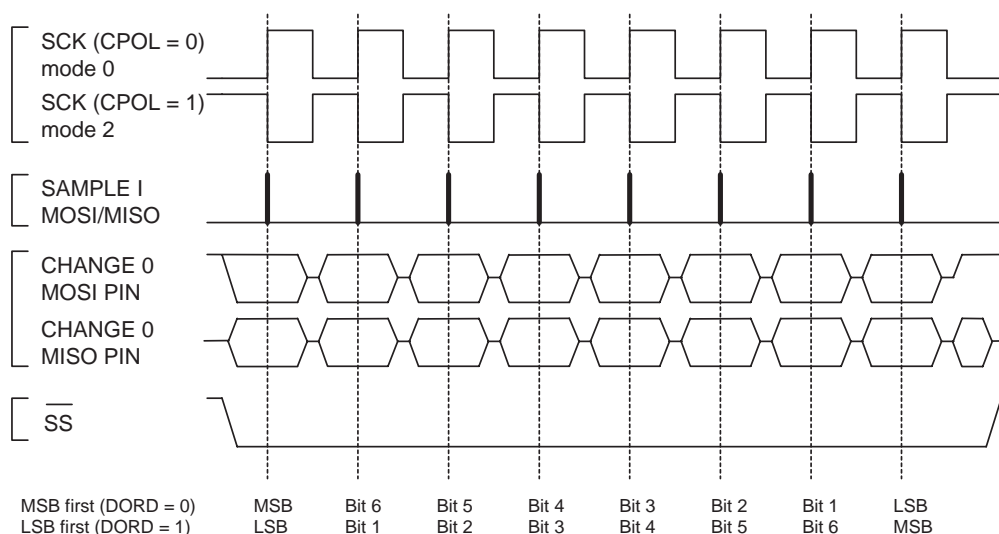 SCK (CPOL = 0)
mode 0
SCK (CPOL = 1)
mode 2
SAMPLE I
MOSI/MISO
CHANGE 0
MOSI PIN
CHANGE 0
MISO PIN
SS
MSB first (DORD = 0) MSB Bit 6 Bit 5 Bit 4 Bit 3 Bit 2 Bit 1 LSB
LSB first (DORD = 1) LSB Bit 1 Bit 2 Bit 3 Bit 4 Bit 5 Bit 6 MSB